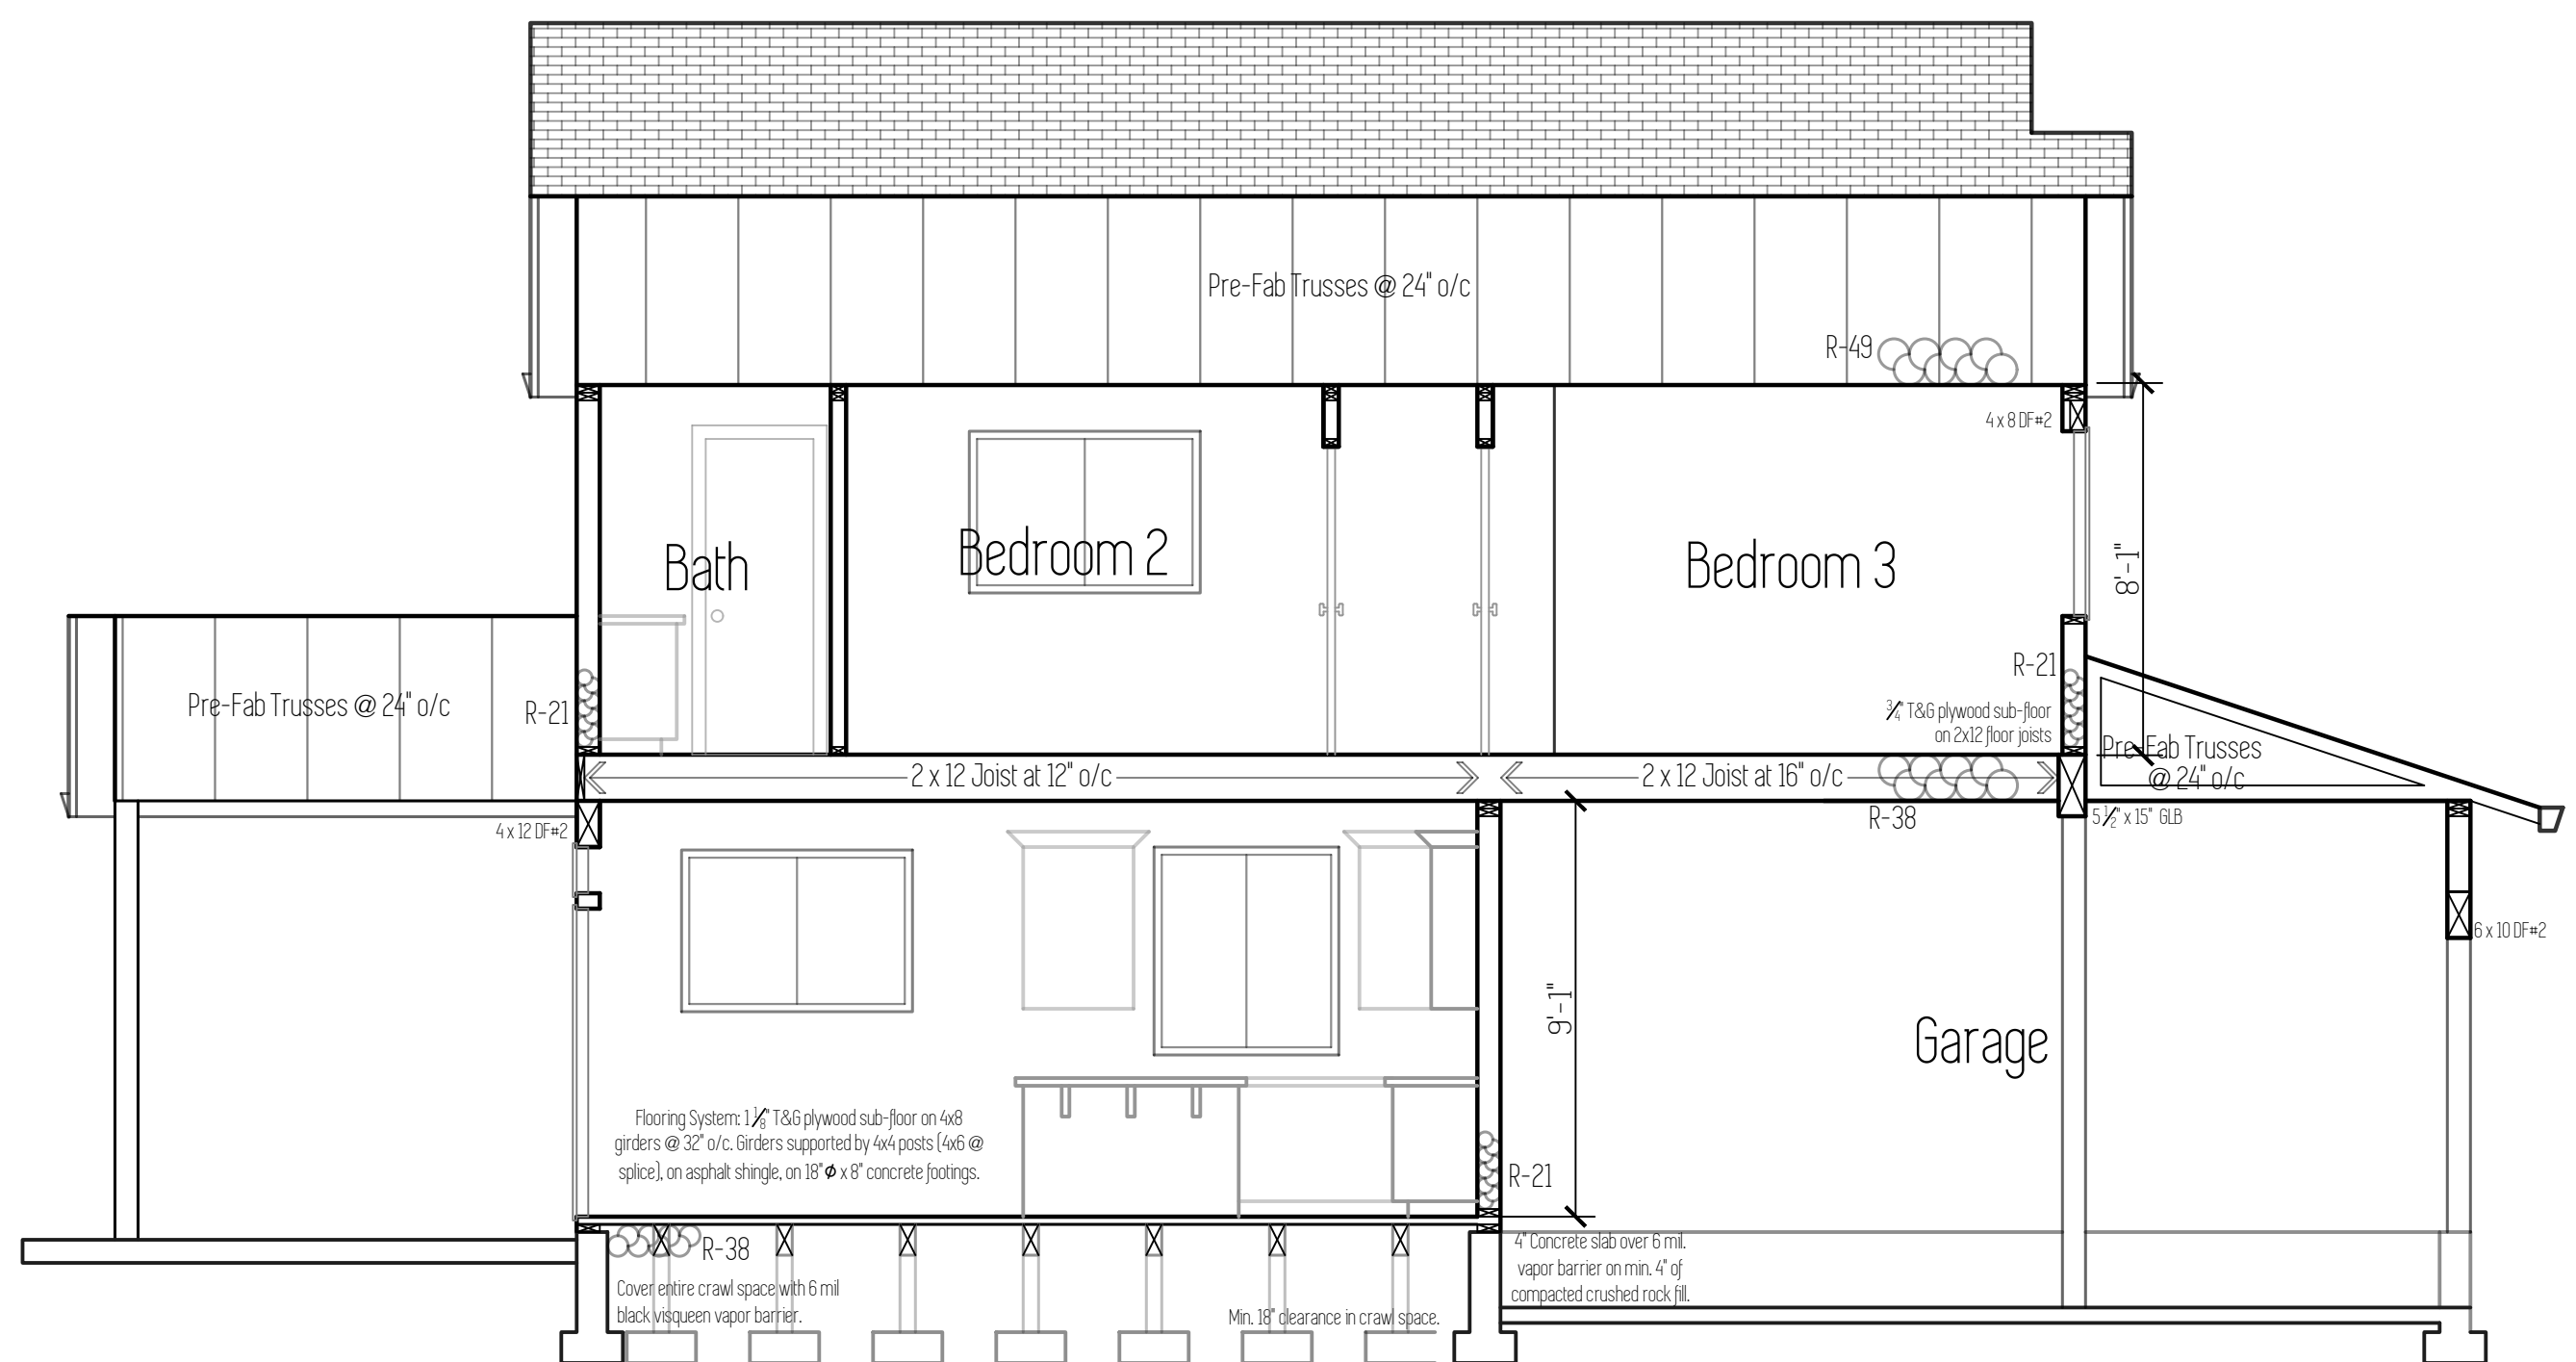 Pre-Fab Trusses @ 24" o/c
R-49
4 x 8 DF#2
Bath
Bedroom 2
Bedroom 3
8'-1"
Pre-Fab Trusses @ 24" o/c
R-21
R-21
3/4" T&G plywood sub-floor
on 2x12 floor joists
Pre-Fab Trusses
@ 24" o/c
2 x 12 Joist at 12" o/c
2 x 12 Joist at 16" o/c
R-38
5 1/2" x 15" GLB
4 x 12 DF#2
6 x 10 DF#2
9'-1"
Garage
Flooring System: 1 1/8" T&G plywood sub-floor on 4x8
girders @ 32" o/c. Girders supported by 4x4 posts (4x6 @
splice), on asphalt shingle, on 18"ϕ x 8" concrete footings.
R-21
R-38
Cover entire crawl space with 6 mil
black visqueen vapor barrier.
Min. 18" clearance in crawl space.
4" Concrete slab over 6 mil.
vapor barrier on min. 4" of
compacted crushed rock fill.